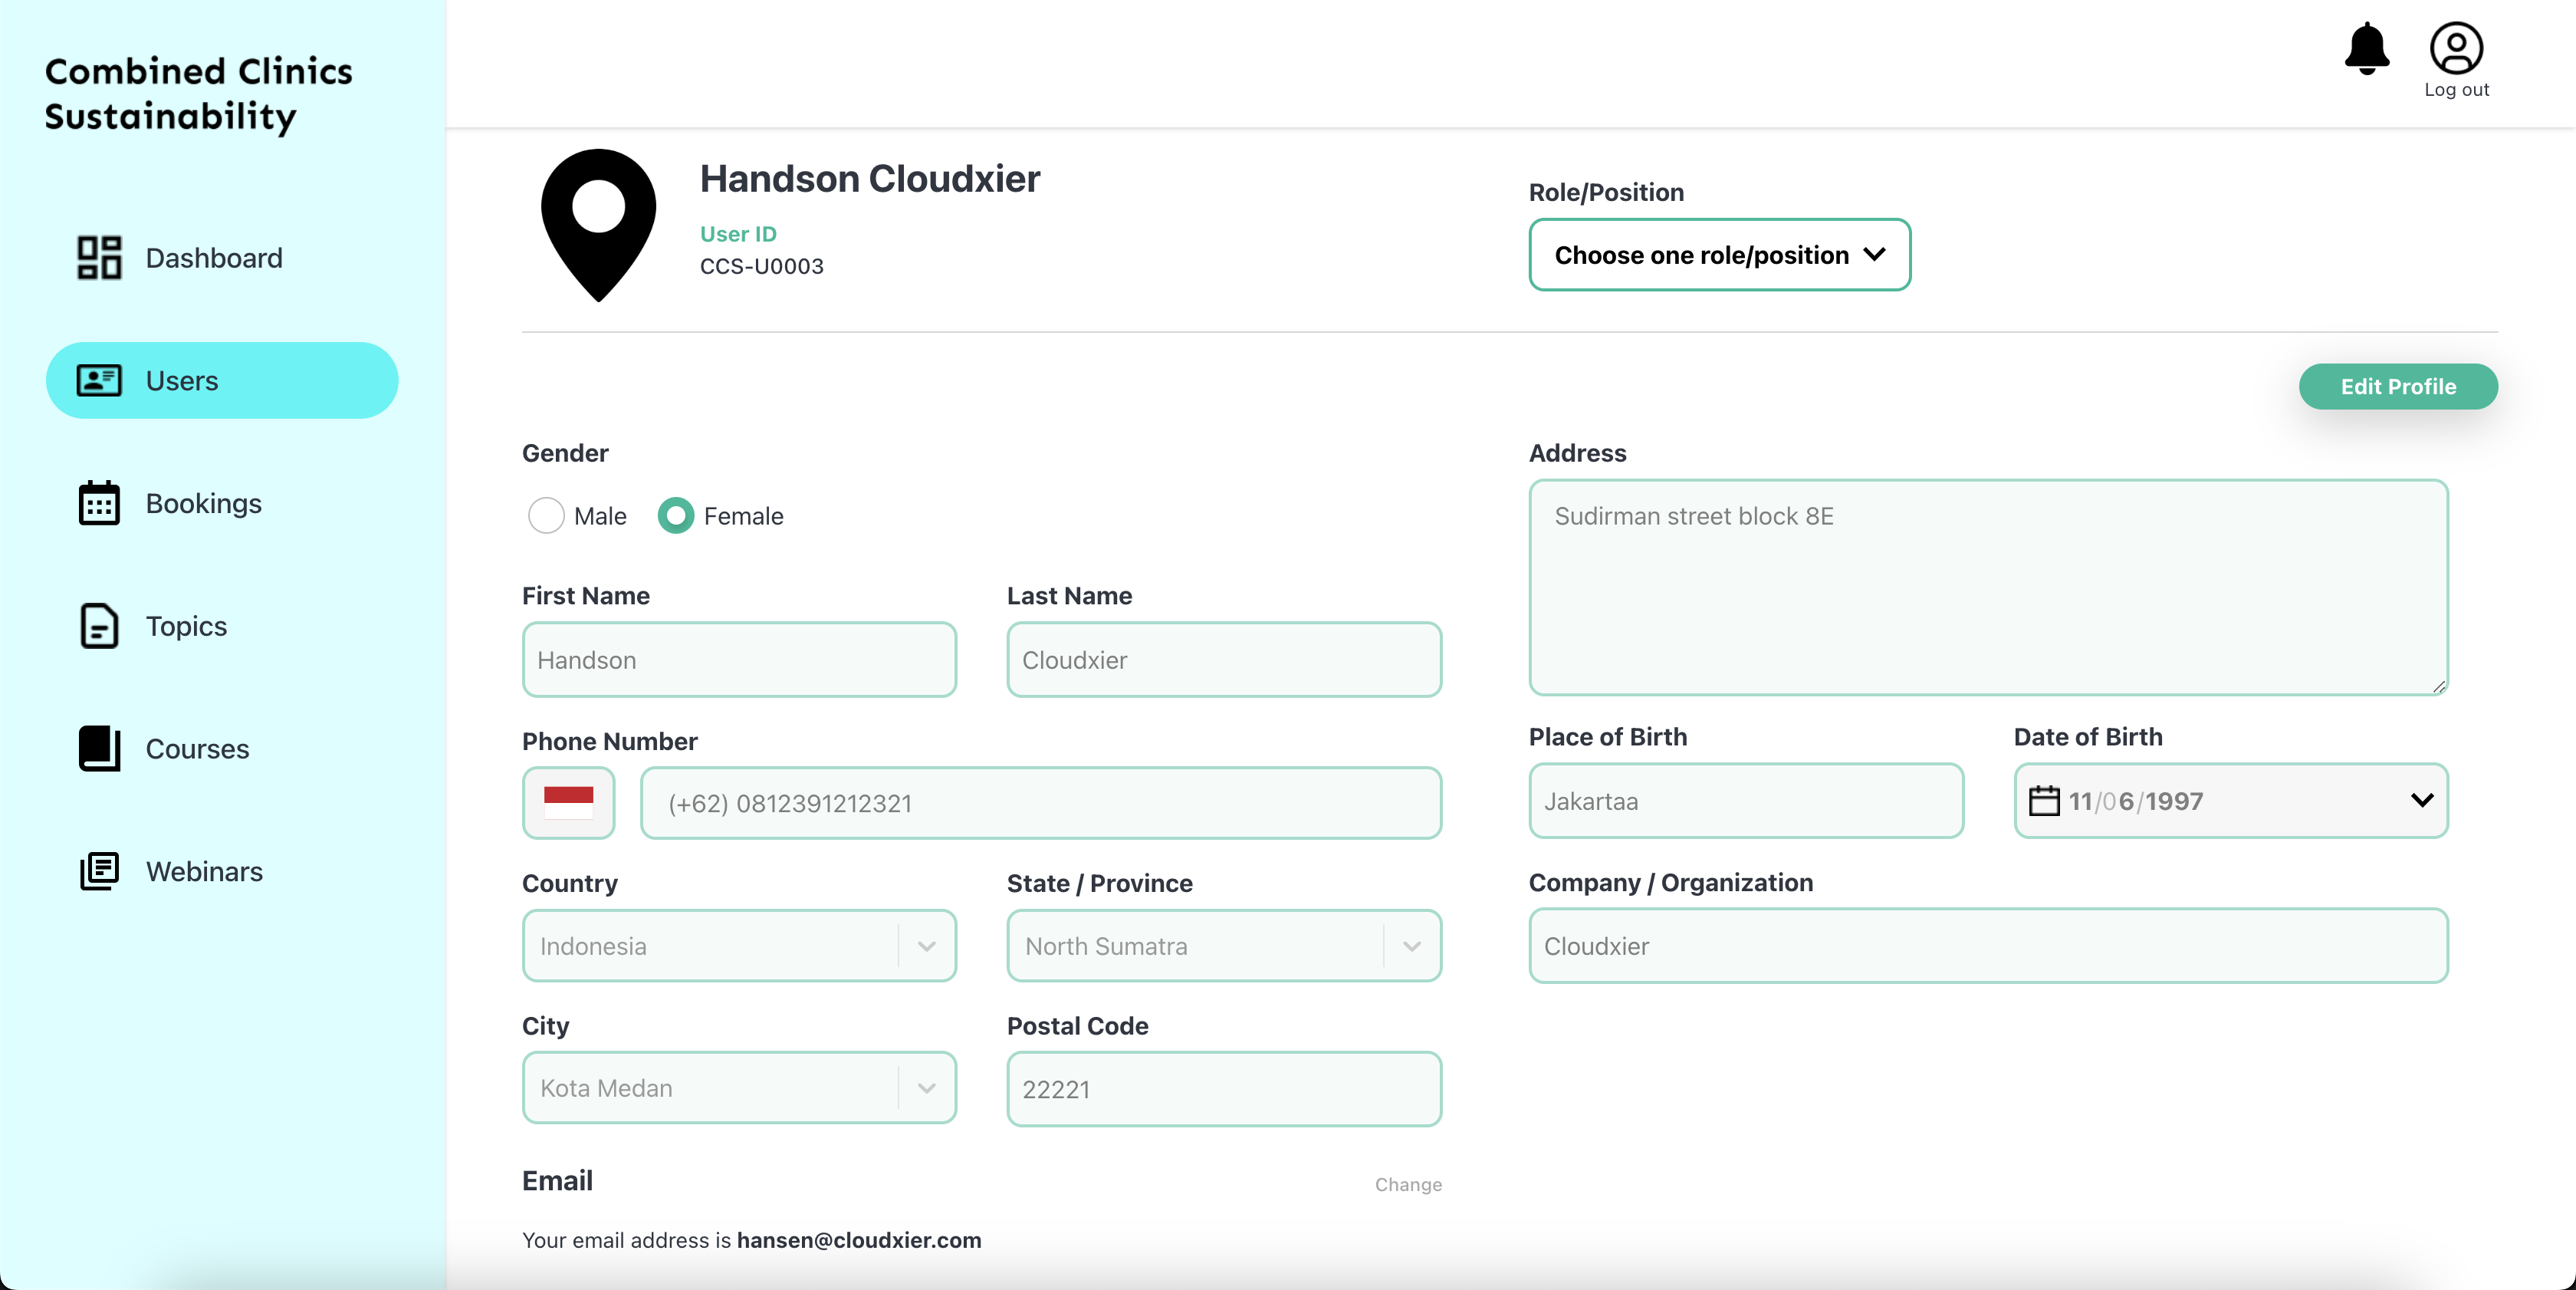 Combined Clinics
Sustainability
Dashboard
Users
Bookings
Topics
Courses
Webinars
Log out
Handson Cloudxier
User ID
CCS-U0003
Role/Position
Choose one role/position
Edit Profile
Gender
Male Female
First Name
Handson
Last Name
Cloudxier
Phone Number
(+62) 0812391212321
Country
Indonesia
State / Province
North Sumatra
City
Kota Medan
Postal Code
22221
Email
Change
Your email address is hansen@cloudxier.com
Address
Sudirman street block 8E
Place of Birth
Jakartaa
Date of Birth
11/06/1997
Company / Organization
Cloudxier